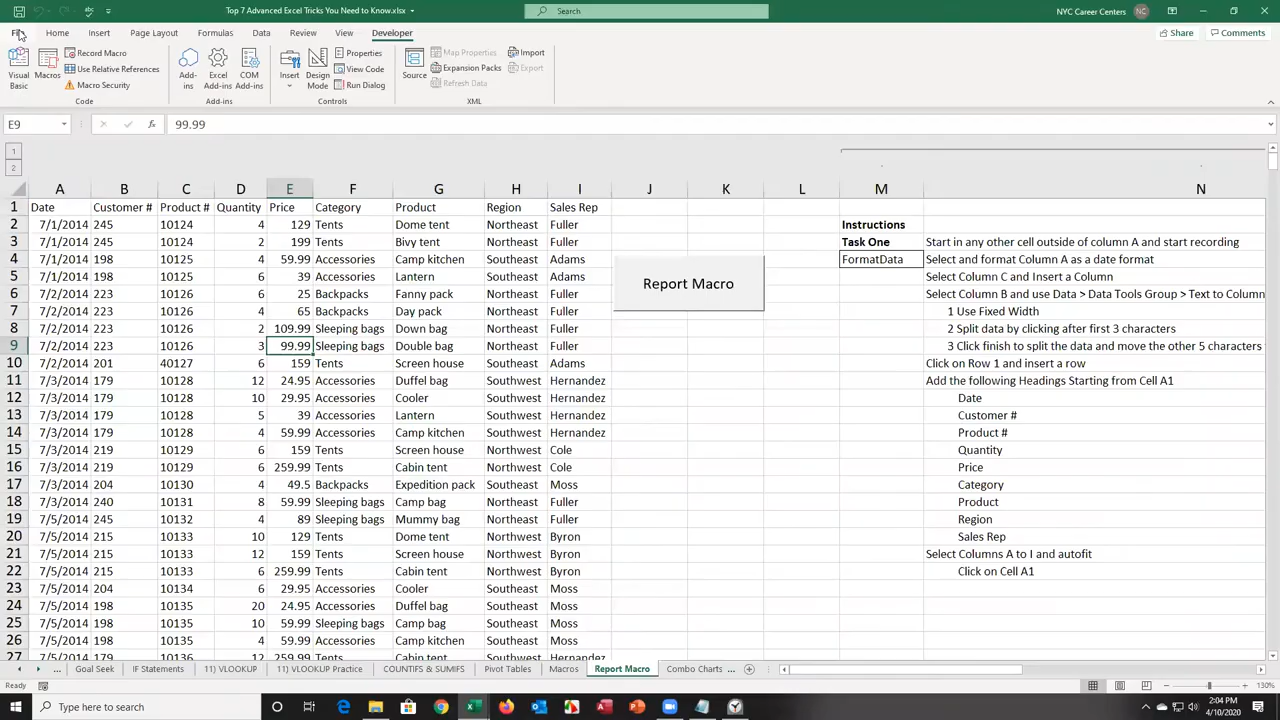 Top 7 Advanced Excel Tricks You Need to Know.xlsx
Search
NYC Career Centers NC
File Home Insert Page Layout Formulas Data Review View Developer Share Comments
Visual Basic
Macros
Record Macro
Use Relative References
Macro Security
Code
Add-ins
Excel Add-ins
COM Add-ins
Add-ins
Insert
Design Mode
Properties
View Code
Run Dialog
Controls
Source
Map Properties
Expansion Packs
Refresh Data
Import
Export
XML
E9 fx 99.99
1
2
A B C D E F G H I J K L M N
1 Date Customer # Product # Quantity Price Category Product Region Sales Rep
2 7/1/2014 245 10124 4 129 Tents Dome tent Northeast Fuller Instructions
3 7/1/2014 245 10124 2 199 Tents Bivy tent Northeast Fuller Task One Start in any other cell outside of column A and start recording
4 7/1/2014 198 10125 4 59.99 Accessories Camp kitchen Southeast Adams FormatData Select and format Column A as a date format
5 7/1/2014 198 10125 6 39 Accessories Lantern Southeast Adams Select Column C and Insert a Column
6 7/2/2014 223 10126 6 25 Backpacks Fanny pack Northeast Fuller Select Column B and use Data > Data Tools Group > Text to Column
7 7/2/2014 223 10126 4 65 Backpacks Day pack Northeast Fuller 1 Use Fixed Width
8 7/2/2014 223 10126 2 109.99 Sleeping bags Down bag Northeast Fuller 2 Split data by clicking after first 3 characters
9 7/2/2014 223 10126 3 99.99 Sleeping bags Double bag Northeast Fuller 3 Click finish to split the data and move the other 5 characters
10 7/2/2014 201 40127 6 159 Tents Screen house Southeast Adams Click on Row 1 and insert a row
11 7/3/2014 179 10128 12 24.95 Accessories Duffel bag Southwest Hernandez Add the following Headings Starting from Cell A1
12 7/3/2014 179 10128 10 29.95 Accessories Cooler Southwest Hernandez Date
13 7/3/2014 179 10128 5 39 Accessories Lantern Southwest Hernandez Customer #
14 7/3/2014 179 10128 4 59.99 Accessories Camp kitchen Southwest Hernandez Product #
15 7/3/2014 219 10129 6 159 Tents Screen house Northwest Cole Quantity
16 7/3/2014 219 10129 6 259.99 Tents Cabin tent Northwest Cole Price
17 7/3/2014 204 10130 4 49.5 Backpacks Expedition pack Southeast Moss Category
18 7/3/2014 240 10131 8 59.99 Sleeping bags Camp bag Northeast Fuller Product
19 7/5/2014 245 10132 4 89 Sleeping bags Mummy bag Northeast Fuller Region
20 7/5/2014 215 10133 10 129 Tents Dome tent Northwest Byron Sales Rep
21 7/5/2014 215 10133 12 159 Tents Screen house Northwest Byron Select Columns A to I and autofit
22 7/5/2014 215 10133 6 259.99 Tents Cabin tent Northwest Byron Click on Cell A1
23 7/5/2014 204 10134 6 29.95 Accessories Cooler Southeast Moss
24 7/5/2014 198 10135 20 24.95 Accessories Duffel bag Southeast Moss
25 7/5/2014 198 10135 10 59.99 Sleeping bags Camp bag Southeast Moss
26 7/5/2014 198 10135 4 59.99 Accessories Camp kitchen Southeast Moss
27 7/5/2014 179 10136 12 259.99 Tents Cabin tent Southwest Hernandez
Report Macro
... Goal Seek IF Statements 11) VLOOKUP 11) VLOOKUP Practice COUNTIFS & SUMIFS Pivot Tables Macros Report Macro Combo Charts ...
Ready 130%
Type here to search
2:04 PM
4/10/2020